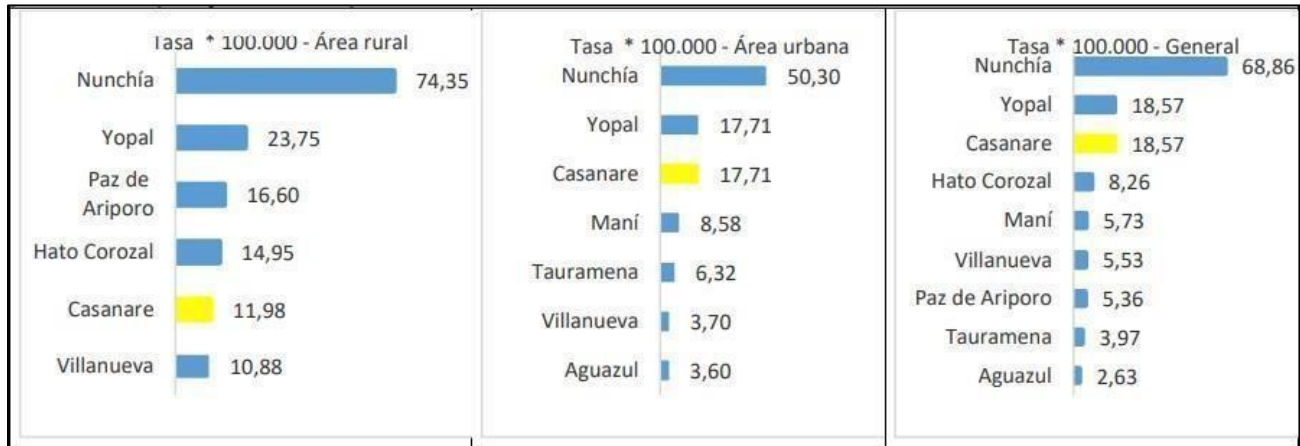 Tasa * 100.000 - Área rural
Nunchía 74,35
Yopal 23,75
Paz de
Ariporo 16,60
Hato Corozal 14,95
Casanare 11,98
Villanueva 10,88
Tasa * 100.000 - Área urbana
Nunchía 50,30
Yopal 17,71
Casanare 17,71
Maní 8,58
Tauramena 6,32
Villanueva 3,70
Aguazul 3,60
Tasa * 100.000 - General
Nunchía 68,86
Yopal 18,57
Casanare 18,57
Hato Corozal 8,26
Maní 5,73
Villanueva 5,53
Paz de Ariporo 5,36
Tauramena 3,97
Aguazul 2,63